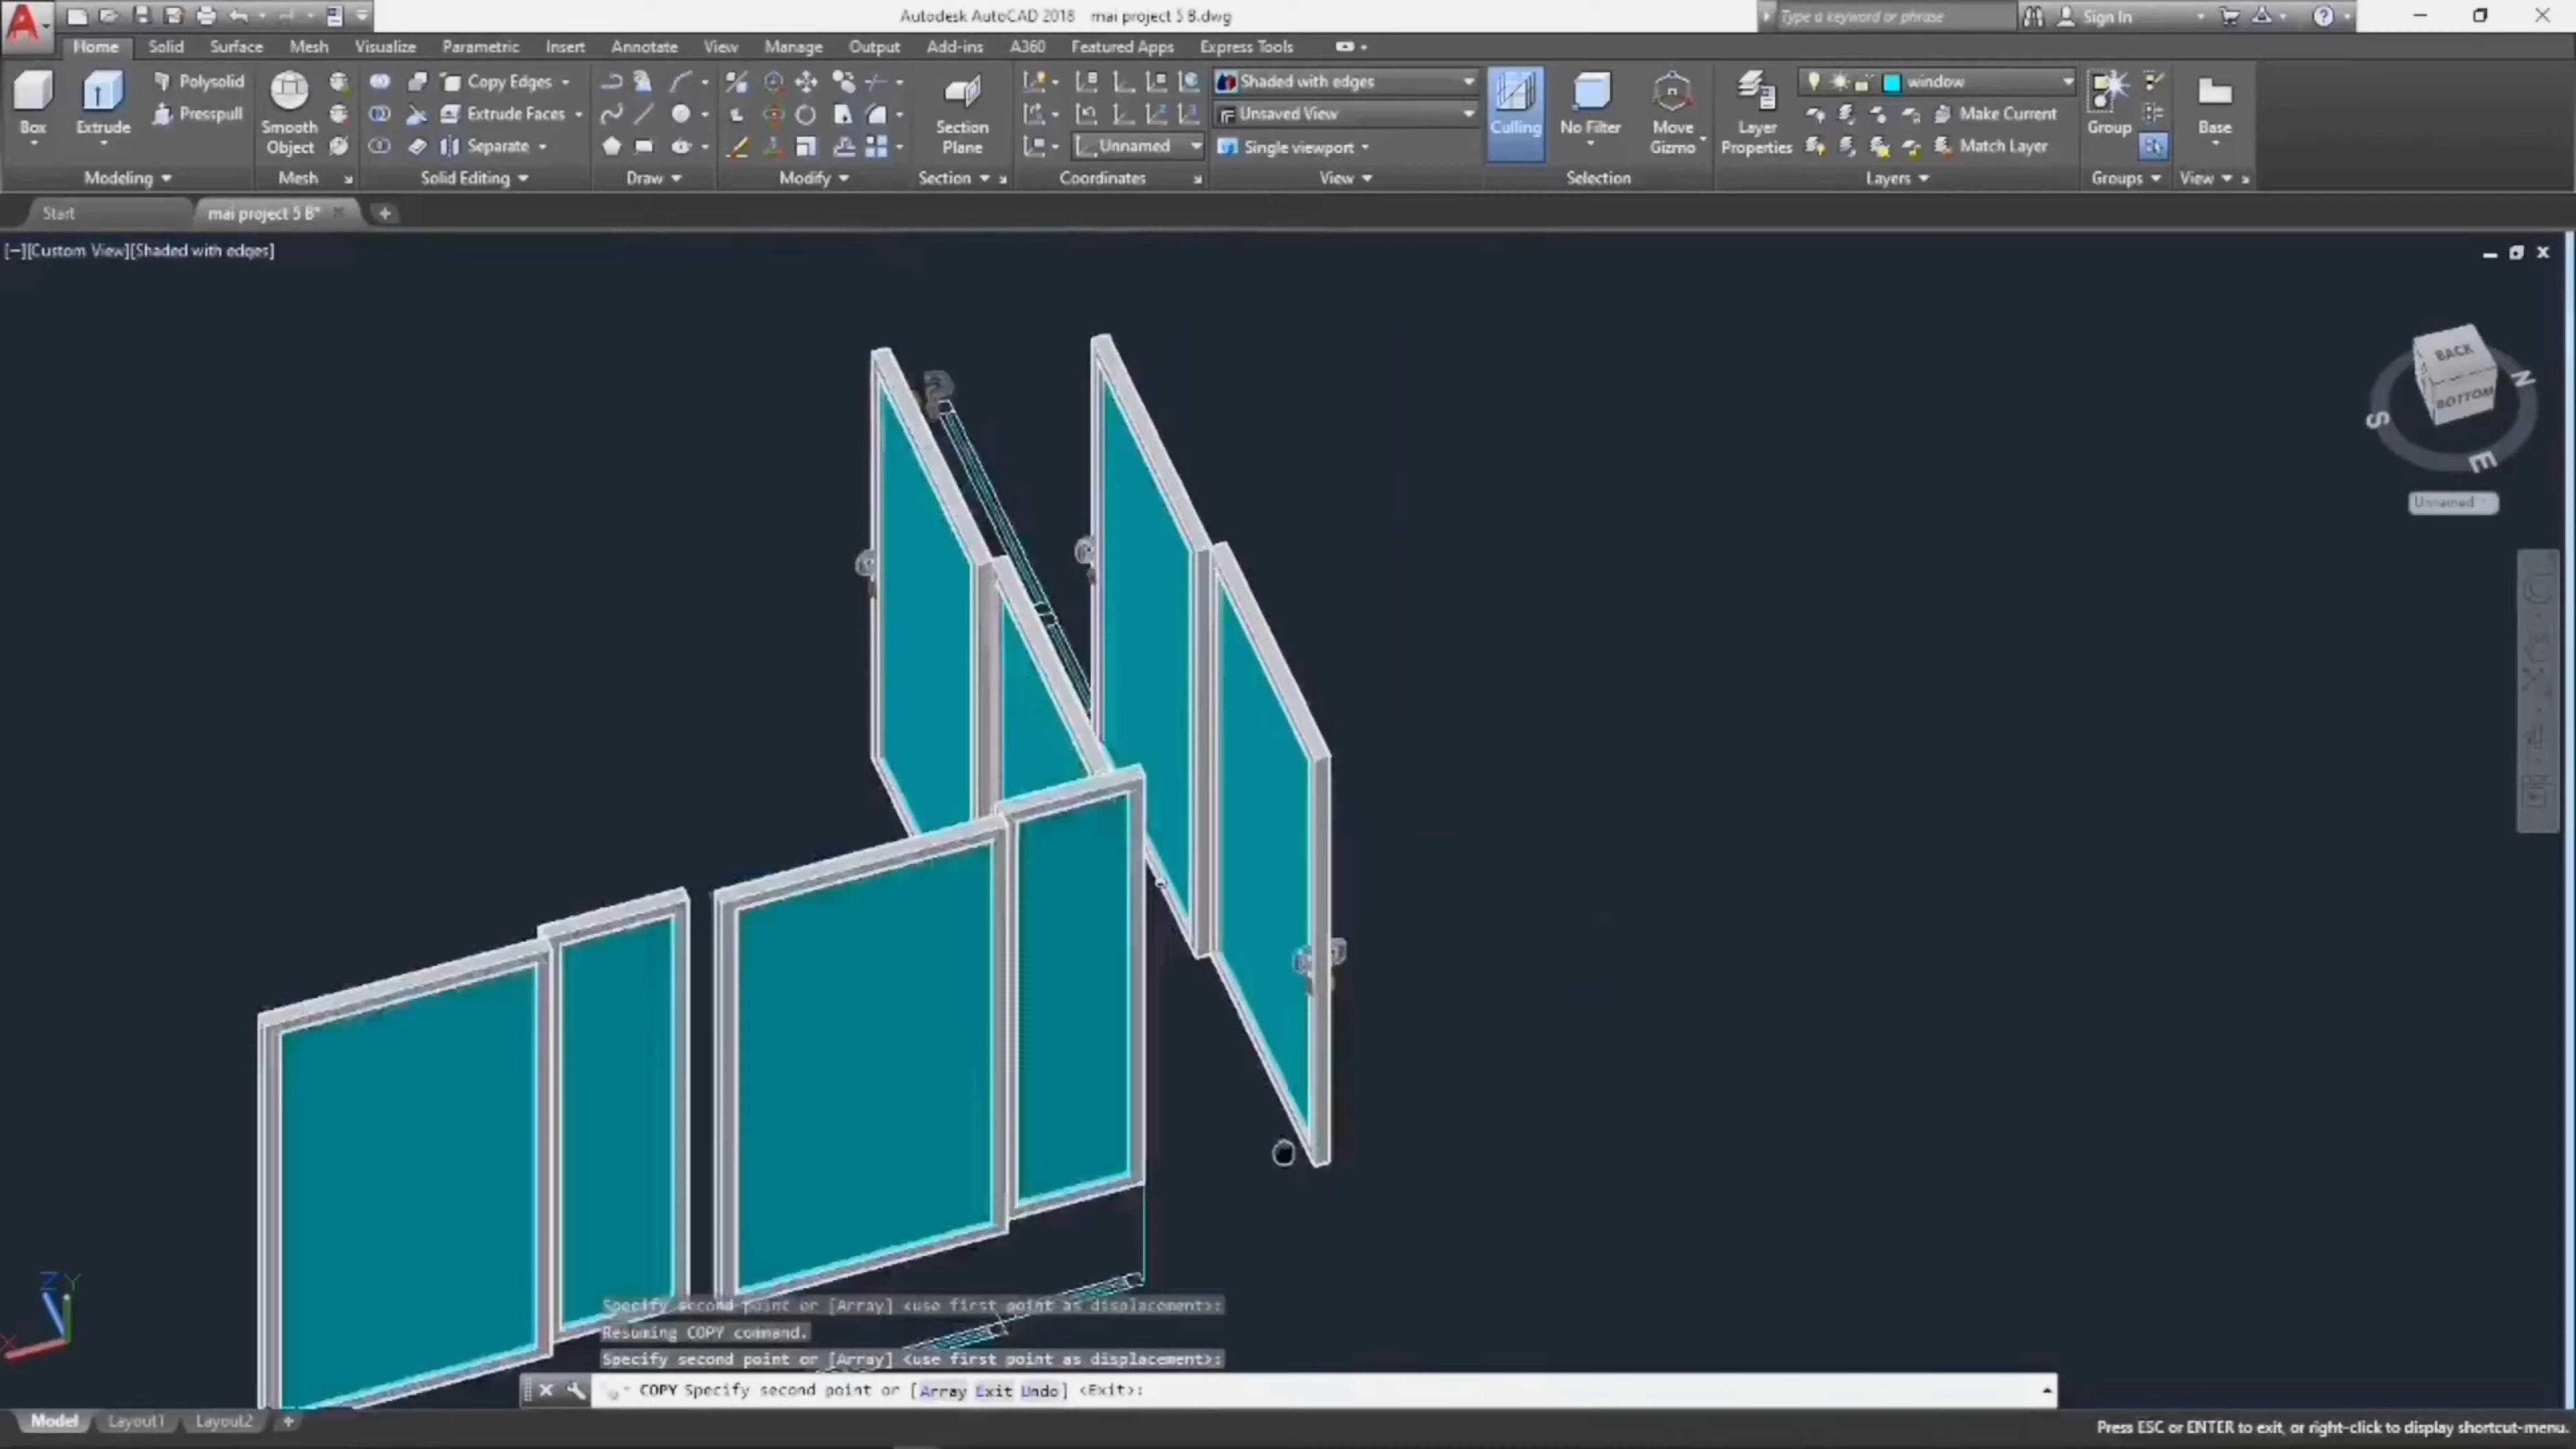 Autodesk AutoCAD 2018 mai project 5 B.dwg
Type a keyword or phrase
Sign In
Home Solid Surface Mesh Visualize Parametric Insert Annotate View Manage Output Add-ins A360 Featured Apps Express Tools
Box
Extrude
Polysolid
Presspull
Modeling
Smooth Object
Mesh
Copy Edges
Extrude Faces
Separate
Solid Editing
Draw
Modify
Section Plane
Section
Unnamed
Coordinates
Shaded with edges
Unsaved View
Single viewport
View
Culling
No Filter
Move Gizmo
Selection
Layer Properties
window
Make Current
Match Layer
Layers
Group
Groups
Base
View
Start
mai project 5 B*
[−][Custom View][Shaded with edges]
BACK
BOTTOM
N
S
E
Unnamed
Z Y
X
Specify second point or [Array] <use first point as displacement>:
Resuming COPY command.
Specify second point or [Array] <use first point as displacement>:
COPY Specify second point or [Array Exit Undo] <Exit>:
Model Layout1 Layout2 +
Press ESC or ENTER to exit, or right-click to display shortcut-menu.